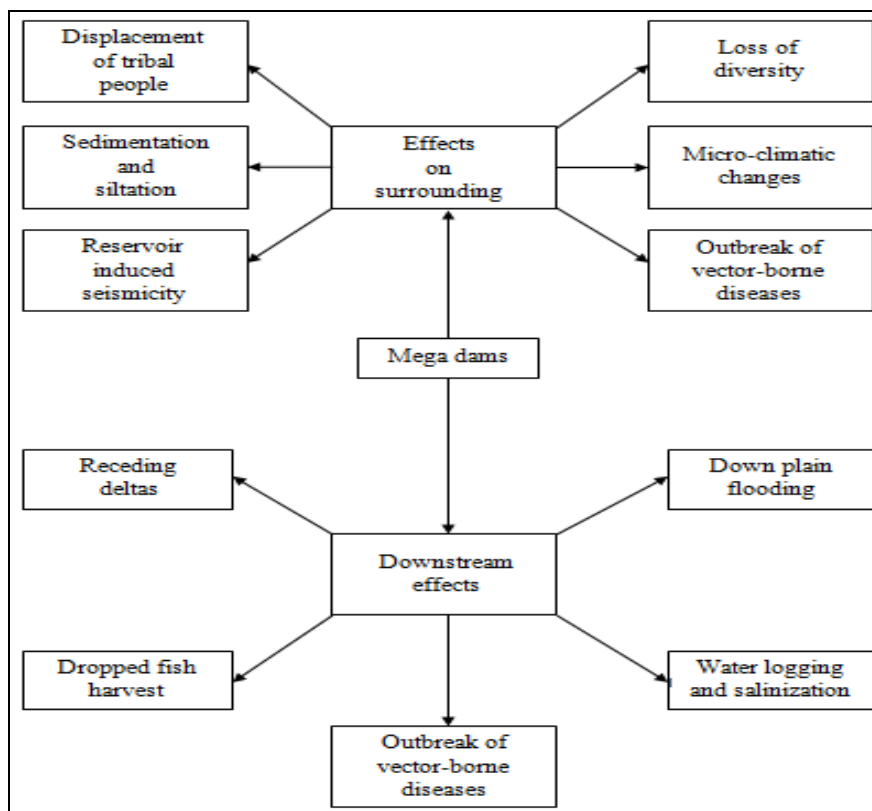 Displacement
of tribal
people
Loss of
diversity
Sedimentation
and
siltation
Effects
on
surrounding
Micro-climatic
changes
Reservoir
induced
seismicity
Outbreak of
vector-borne
diseases
Mega dams
Receding
deltas
Down plain
flooding
Downstream
effects
Dropped fish
harvest
Water logging
and salinization
Outbreak of
vector-borne
diseases